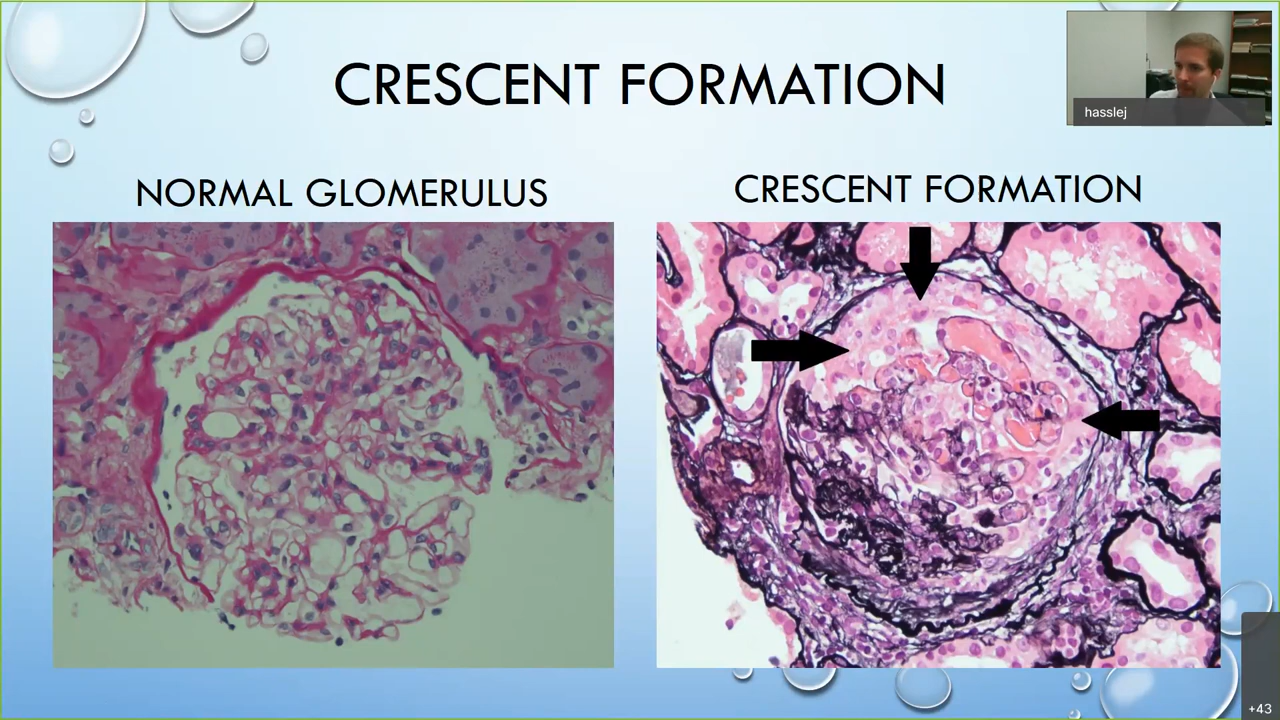 CRESCENT FORMATION
hasslej
NORMAL GLOMERULUS
CRESCENT FORMATION
+43